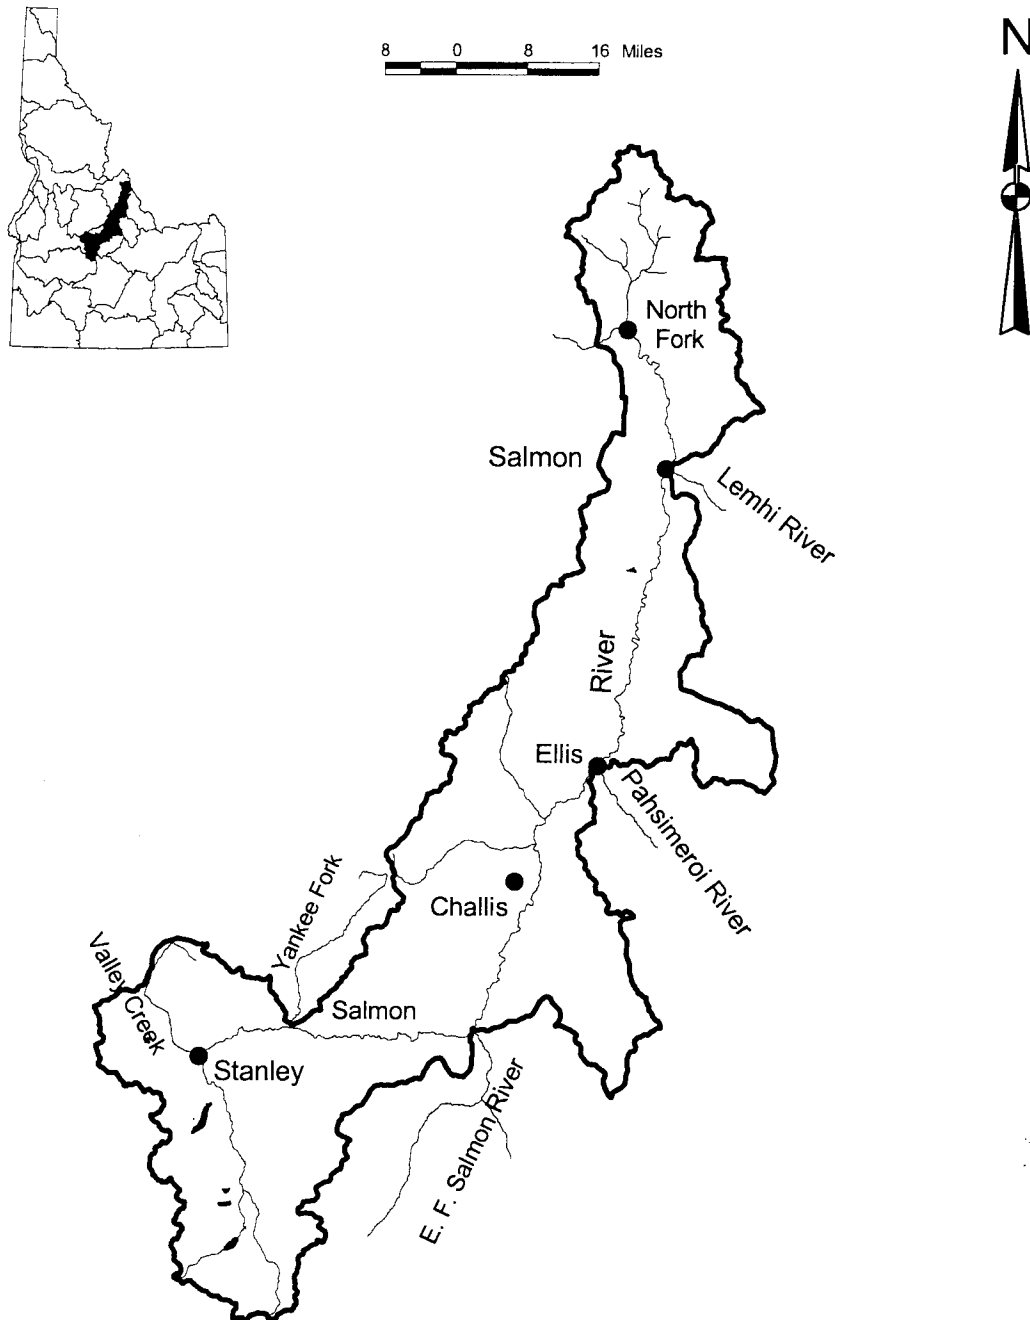 8 0 8 16 Miles
N
North
Fork
Salmon
Lemhi River
River
Ellis
Pahsimeroi River
Challis
Yankee Fork
Valley Creek
Salmon
Stanley
E. F. Salmon River